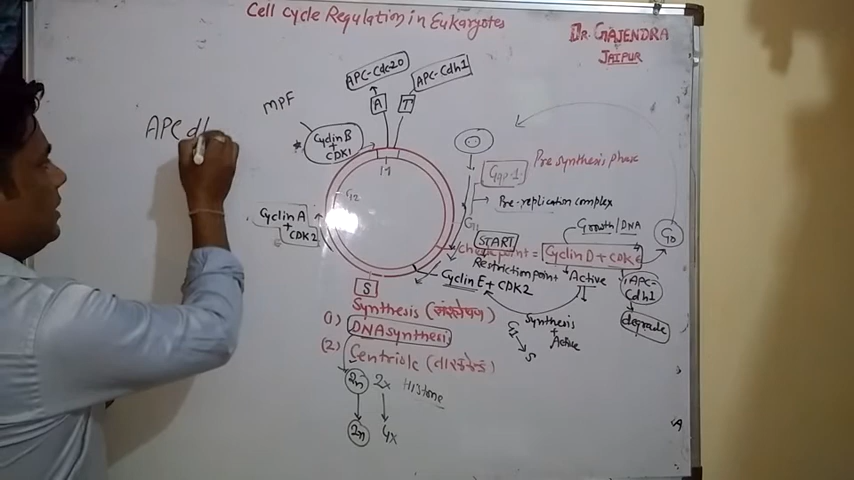 Cell Cycle Regulation in Eukaryotes
DR. GAJENDRA
JAIPUR
APC-Cdc20
APC-Cdh1
A
T
MPF
Cyclin B
+
CDK1
M
APC
G2
Cyclin A
+
CDK2
Gap-1
Presynthesis phase
Pre-replication complex
G1
START
Checkpoint = Cyclin D + CDK
Growth/DNA
G0
Restriction point
Active
APC-
Cdh1
degrade
Cyclin E + CDK2
S
Synthesis (संश्लेषण)
(1) DNA synthesis
(2) Centriole
Synthesis
+
Active
G
S
2n 2x Histone
2n 4x
A